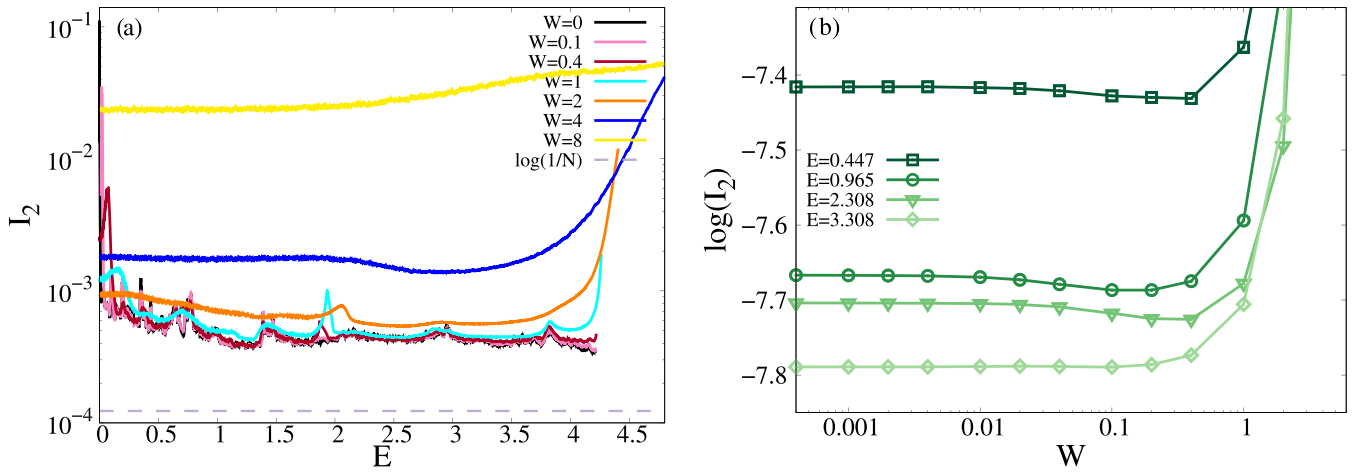 (a)
W=0
W=0.1
W=0.4
W=1
W=2
W=4
W=8
log(1/N)
10⁻¹
10⁻²
10⁻³
10⁻⁴
I₂
0 0.5 1 1.5 2 2.5 3 3.5 4 4.5
E
(b)
E=0.447
E=0.965
E=2.308
E=3.308
−7.4
−7.5
−7.6
−7.7
−7.8
log(I₂)
0.001 0.01 0.1 1
W